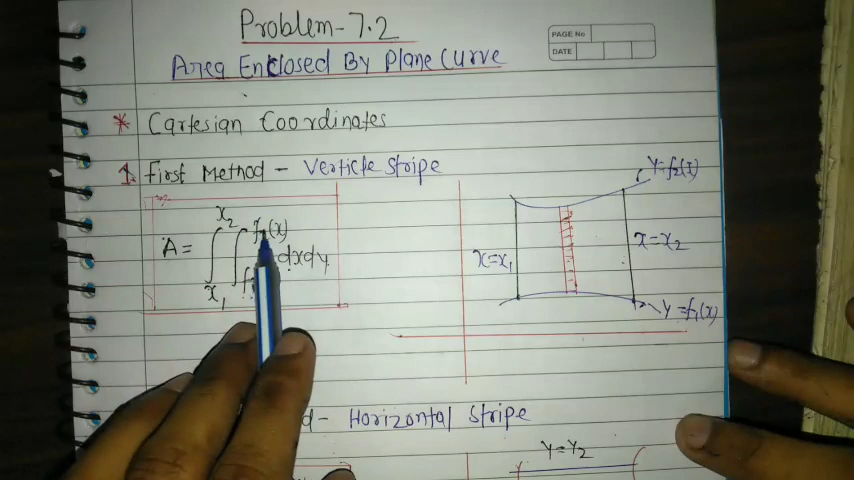 Problem-7.2
PAGE No
DATE
Area Enclosed By Plane Curve
* Cartesian Coordinates
1. First Method - Verticle Stripe
y=f₂(x)
x₂
(x)
A = ∫∫ dxdy
x₁
x=x₁
x=x₂
y=f₁(x)
Horizontal Stripe
Y=Y₂